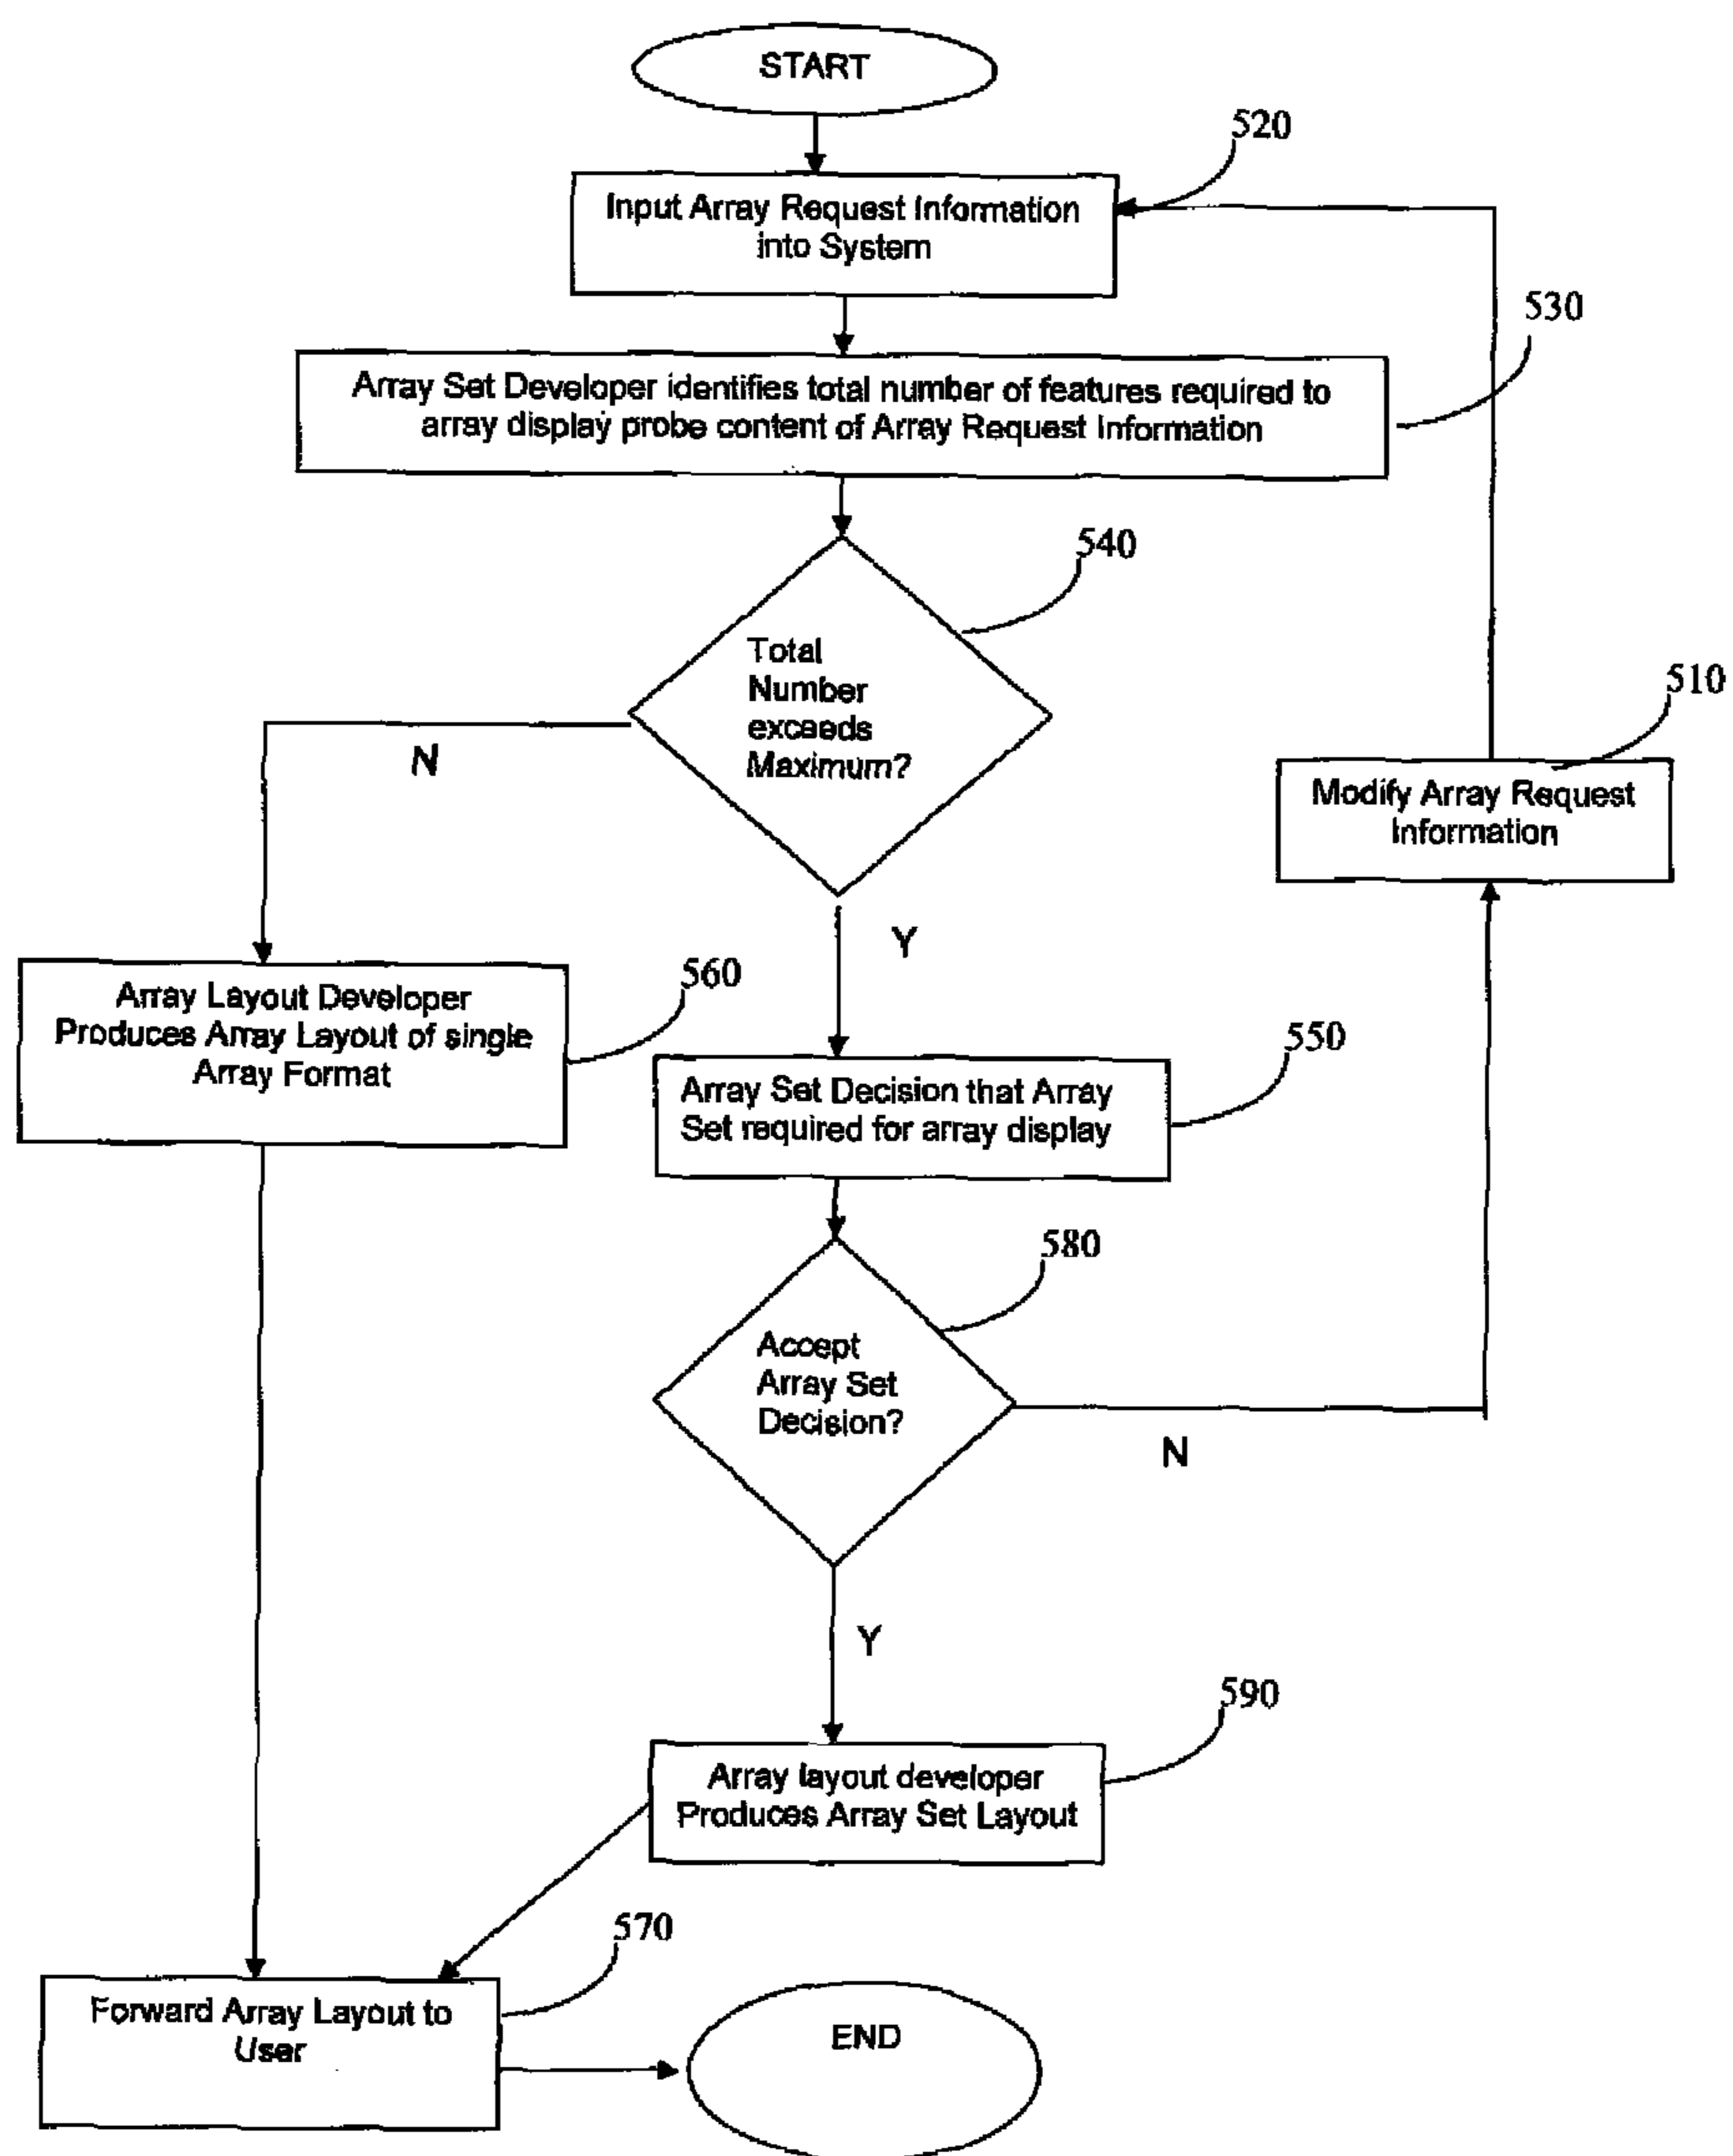 START
520
Input Array Request Information
into System
530
Array Set Developer identifies total number of features required to
array display probe content of Array Request Information
540
Total
Number
exceeds
Maximum?
N
510
Modify Array Request
Information
Y
560
Array Layout Developer
Produces Array Layout of single
Array Format
550
Array Set Decision that Array
Set required for array display
580
Accept
Array Set
Decision?
N
Y
590
Array layout developer
Produces Array Set Layout
570
Forward Array Layout to
User
END